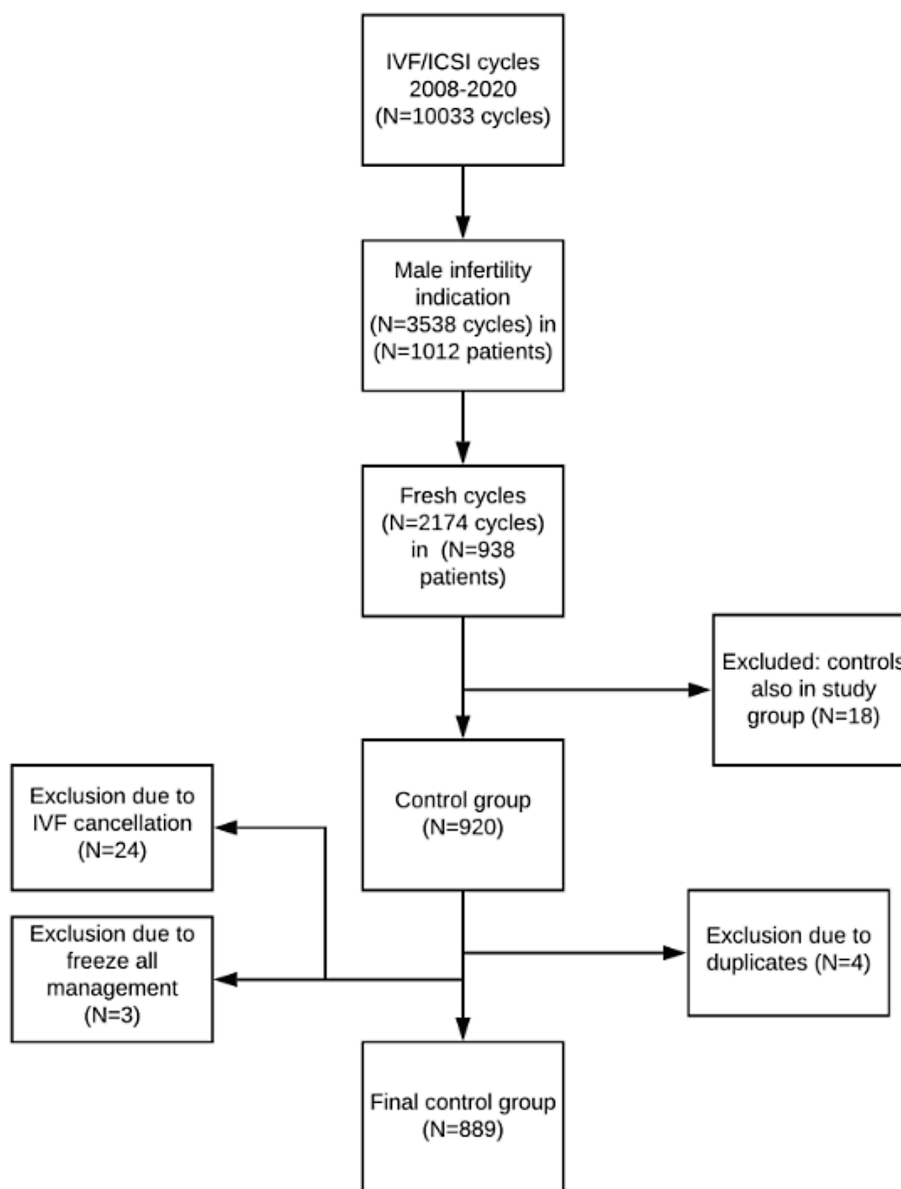 IVF/ICSI cycles
2008-2020
(N=10033 cycles)
Male infertility
indication
(N=3538 cycles) in
(N=1012 patients)
Fresh cycles
(N=2174 cycles)
in (N=938
patients)
Excluded: controls
also in study
group (N=18)
Control group
(N=920)
Exclusion due to
IVF cancellation
(N=24)
Exclusion due to
freeze all
management
(N=3)
Exclusion due to
duplicates (N=4)
Final control group
(N=889)